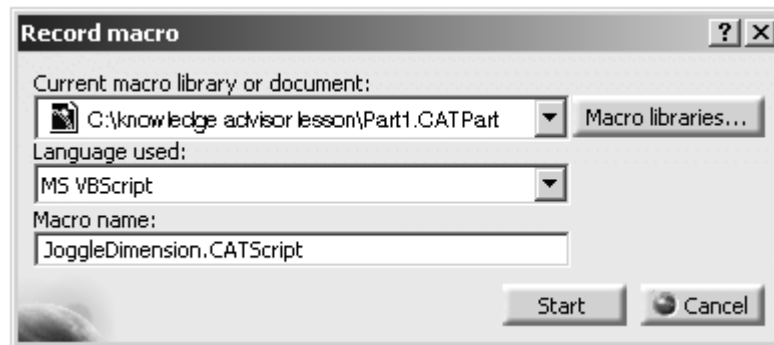 Record macro
Current macro library or document:
C:\knowledge advisor lesson\Part1.CATPart
Macro libraries...
Language used:
MS VBScript
Macro name:
JoggleDimension.CATScript
Start
Cancel